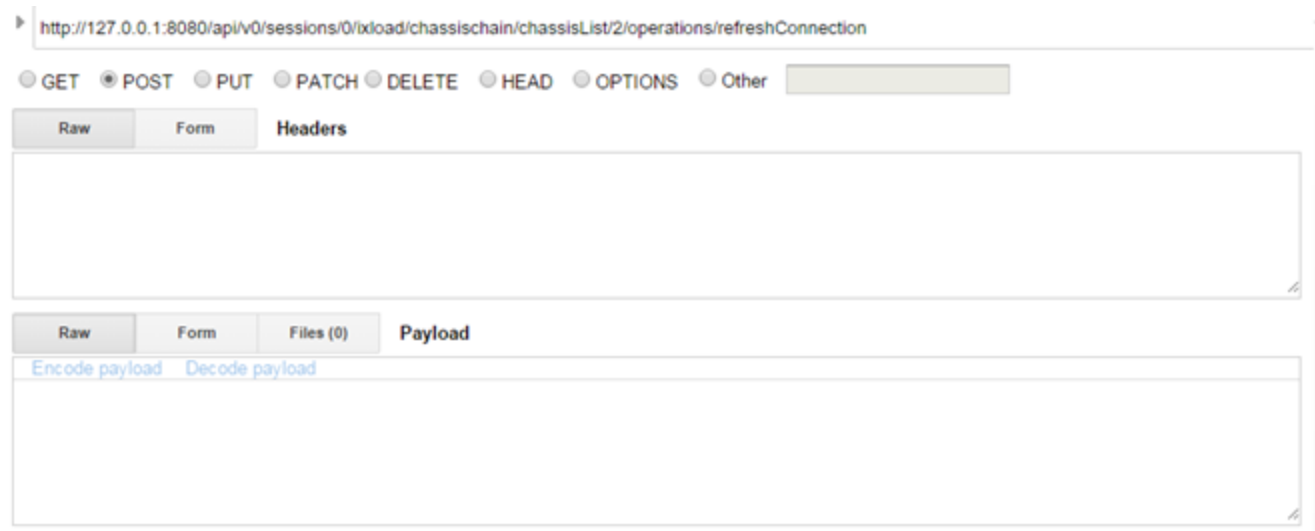 http://127.0.0.1:8080/api/v0/sessions/0/ixload/chassischain/chassisList/2/operations/refreshConnection
GET POST PUT PATCH DELETE HEAD OPTIONS Other
Raw Form Headers
Raw Form Files (0) Payload
Encode payload Decode payload